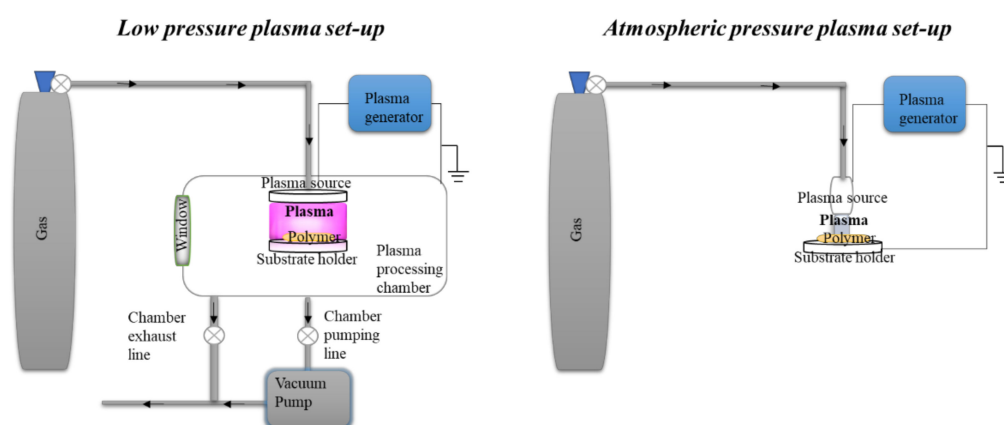 Low pressure plasma set-up
Atmospheric pressure plasma set-up
Gas
Plasma
generator
Plasma source
Plasma
Polymer
Substrate holder
Window
Plasma
processing
chamber
Chamber
exhaust
line
Chamber
pumping
line
Vacuum
Pump
Gas
Plasma
generator
Plasma source
Plasma
Polymer
Substrate holder